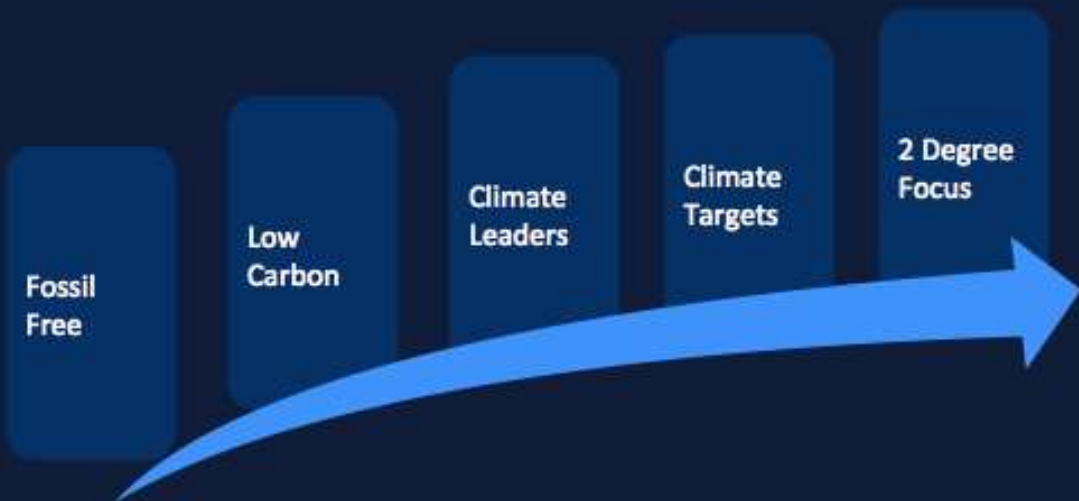 Fossil
Free
Low
Carbon
Climate
Leaders
Climate
Targets
2 Degree
Focus